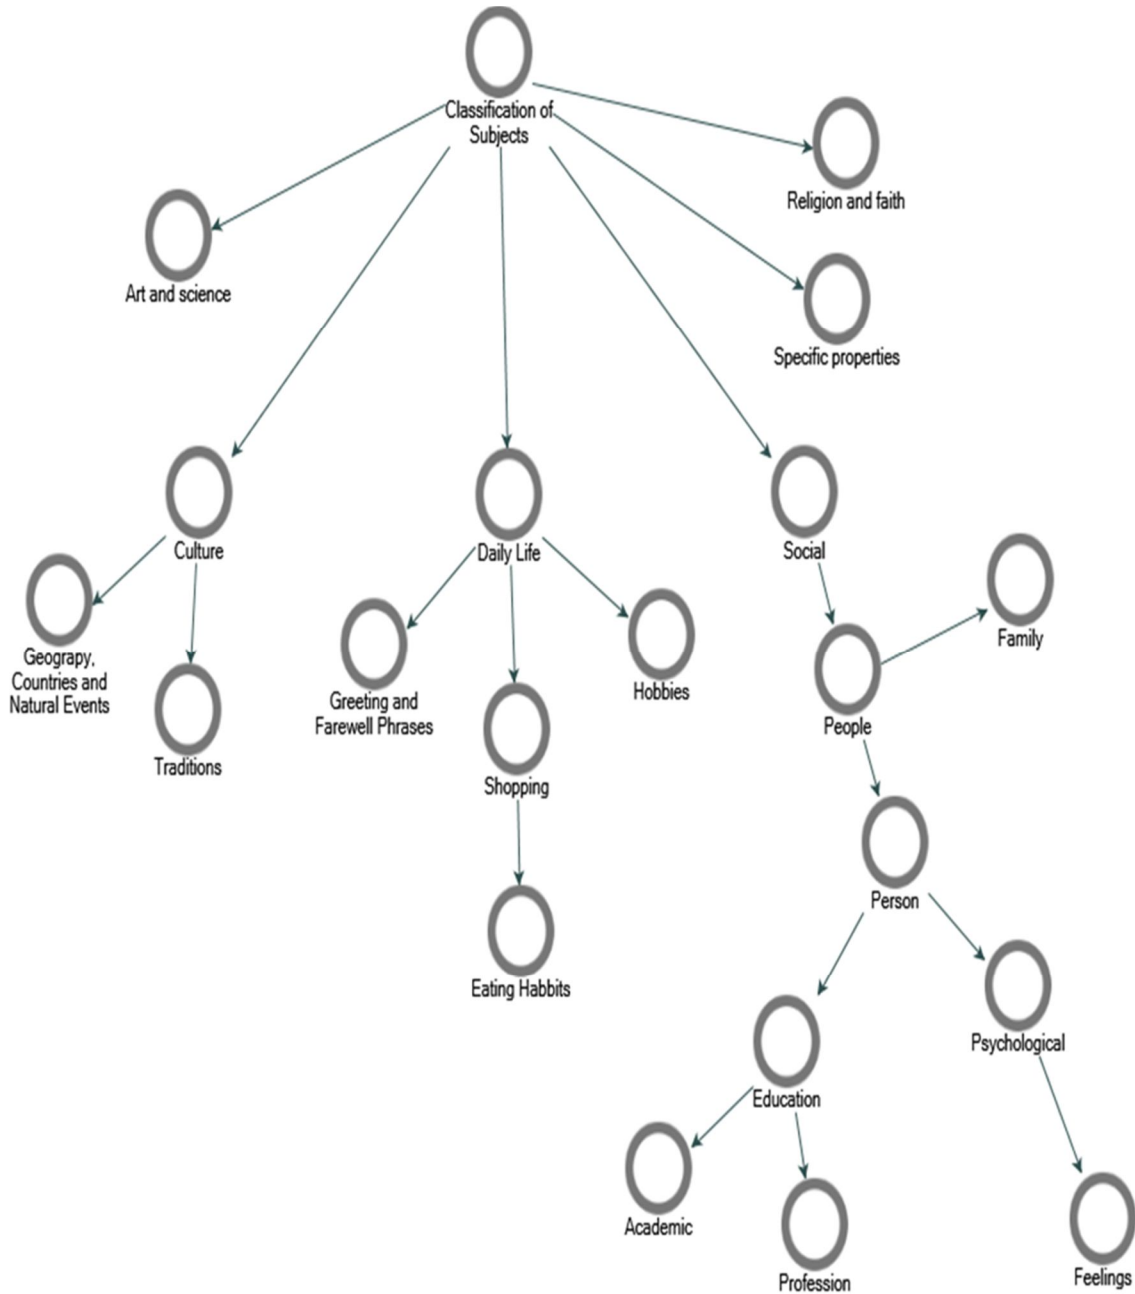 Classification of
Subjects
Religion and faith
Art and science
Specific properties
Culture
Daily Life
Social
Family
Geograpy,
Countries and
Natural Events
Greeting and
Farewell Phrases
Hobbies
People
Traditions
Shopping
Person
Eating Habbits
Psychological
Education
Academic
Profession
Feelings